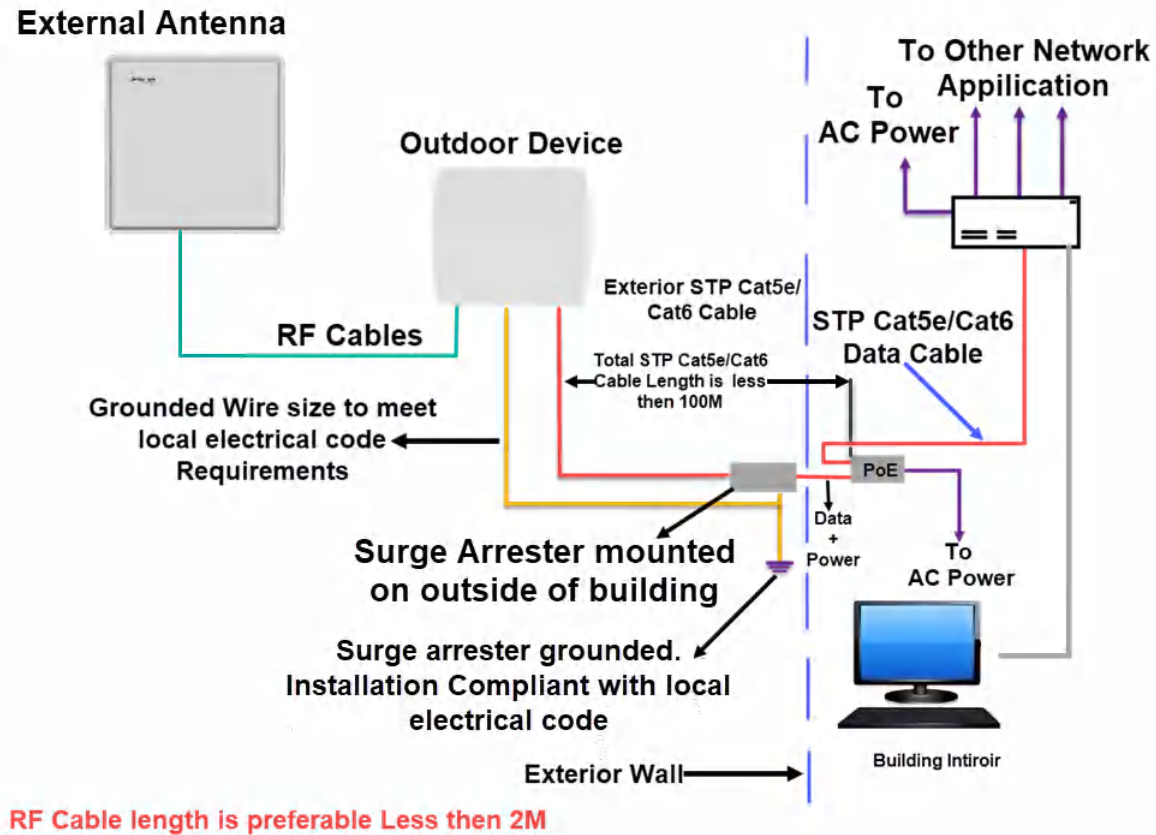 External Antenna
To Other Network
Appilication
To
AC Power
Outdoor Device
Exterior STP Cat5e/
Cat6 Cable
STP Cat5e/Cat6
Data Cable
RF Cables
Total STP Cat5e/Cat6
Cable Length is less
then 100M
Grounded Wire size to meet
local electrical code
Requirements
PoE
Data
+
Power
To
AC Power
Surge Arrester mounted
on outside of building
Surge arrester grounded.
Installation Compliant with local
electrical code
Building Intiroir
Exterior Wall
RF Cable length is preferable Less then 2M